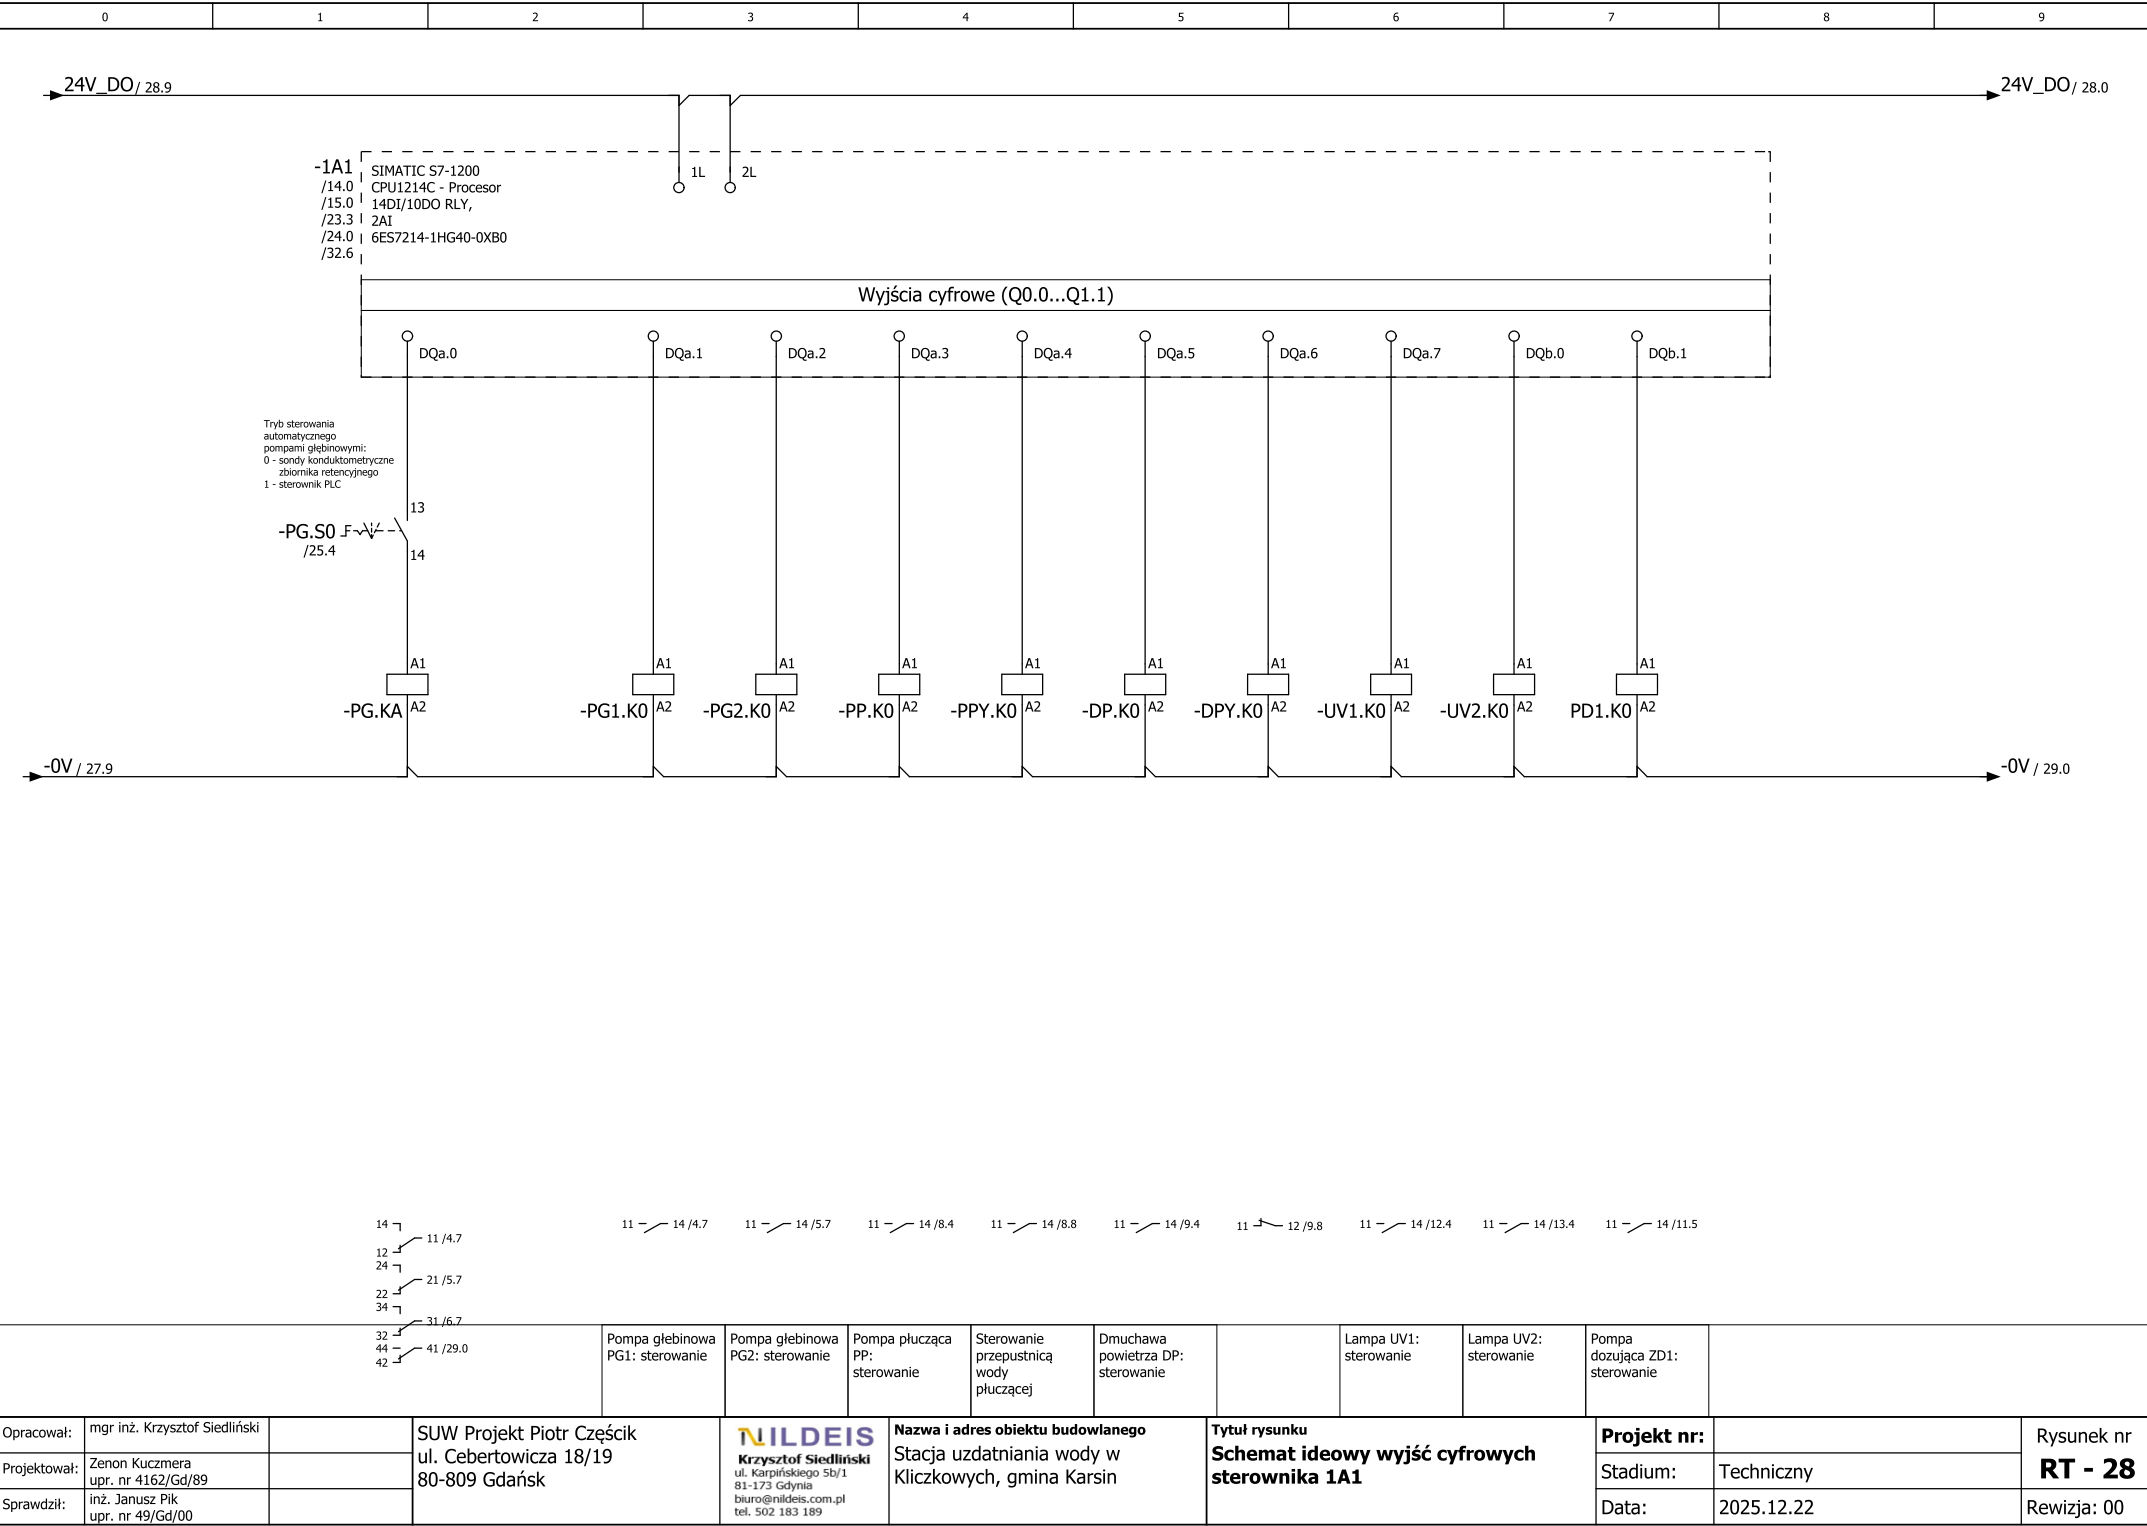 0 1 2 3 4 5 6 7 8 9
24V_DO/ 28.9
24V_DO/ 28.0
-1A1
/14.0
/15.0
/23.3
/24.0
/32.6
SIMATIC S7-1200
CPU1214C - Procesor
14DI/10DO RLY,
2AI
6ES7214-1HG40-0XB0
1L 2L
Wyjścia cyfrowe (Q0.0...Q1.1)
DQa.0 DQa.1 DQa.2 DQa.3 DQa.4 DQa.5 DQa.6 DQa.7 DQb.0 DQb.1
Tryb sterowania
automatycznego
pompami głębinowymi:
0 - sondy konduktometryczne
zbiornika retencyjnego
1 - sterownik PLC
13
-PG.S0
/25.4
14
A1 A1 A1 A1 A1 A1 A1 A1 A1 A1
-PG.KA A2 -PG1.K0 A2 -PG2.K0 A2 -PP.K0 A2 -PPY.K0 A2 -DP.K0 A2 -DPY.K0 A2 -UV1.K0 A2 -UV2.K0 A2 PD1.K0 A2
-0V / 27.9
-0V / 29.0
14
12 11 /4.7
24
22 21 /5.7
34
32 31 /6.7
44
42 41 /29.0
11 14 /4.7
11 14 /5.7
11 14 /8.4
11 14 /8.8
11 14 /9.4
11 12 /9.8
11 14 /12.4
11 14 /13.4
11 14 /11.5
Pompa głębinowa
PG1: sterowanie
Pompa głębinowa
PG2: sterowanie
Pompa płucząca
PP:
sterowanie
Sterowanie
przepustnicą
wody
płuczącej
Dmuchawa
powietrza DP:
sterowanie
Lampa UV1:
sterowanie
Lampa UV2:
sterowanie
Pompa
dozująca ZD1:
sterowanie
Opracował: mgr inż. Krzysztof Siedliński
Projektował: Zenon Kuczmera
upr. nr 4162/Gd/89
Sprawdził: inż. Janusz Pik
upr. nr 49/Gd/00
SUW Projekt Piotr Częścik
ul. Cebertowicza 18/19
80-809 Gdańsk
NILDEIS
Krzysztof Siedliński
ul. Karpińskiego 5b/1
81-173 Gdynia
biuro@nildeis.com.pl
tel. 502 183 189
Nazwa i adres obiektu budowlanego
Stacja uzdatniania wody w
Kliczkowych, gmina Karsin
Tytuł rysunku
Schemat ideowy wyjść cyfrowych
sterownika 1A1
Projekt nr:
Stadium: Techniczny
Data: 2025.12.22
Rysunek nr
RT - 28
Rewizja: 00